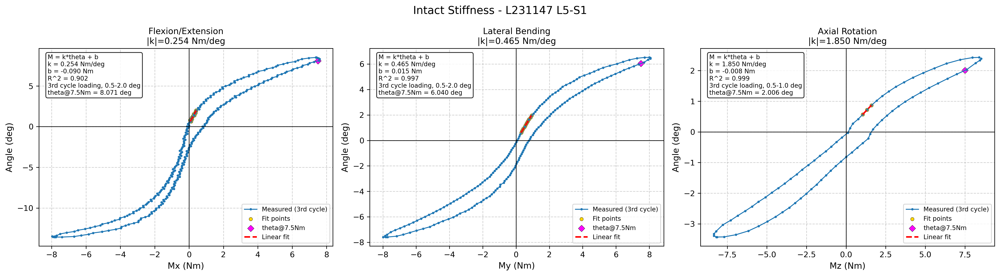 Intact Stiffness - L231147 L5-S1
Flexion/Extension
|k|=0.254 Nm/deg
M = k*theta + b
k = 0.254 Nm/deg
b = -0.090 Nm
R^2 = 0.902
3rd cycle loading, 0.5-2.0 deg
theta@7.5Nm = 8.071 deg
Angle (deg)
5
0
−5
−10
Measured (3rd cycle)
Fit points
theta@7.5Nm
Linear fit
−8 −6 −4 −2 0 2 4 6 8
Mx (Nm)
Lateral Bending
|k|=0.465 Nm/deg
M = k*theta + b
k = 0.465 Nm/deg
b = 0.015 Nm
R^2 = 0.997
3rd cycle loading, 0.5-2.0 deg
theta@7.5Nm = 6.040 deg
Angle (deg)
6
4
2
0
−2
−4
−6
−8
Measured (3rd cycle)
Fit points
theta@7.5Nm
Linear fit
−8 −6 −4 −2 0 2 4 6 8
My (Nm)
Axial Rotation
|k|=1.850 Nm/deg
M = k*theta + b
k = 1.850 Nm/deg
b = -0.008 Nm
R^2 = 0.999
3rd cycle loading, 0.5-1.0 deg
theta@7.5Nm = 2.006 deg
Angle (deg)
2
1
0
−1
−2
−3
Measured (3rd cycle)
Fit points
theta@7.5Nm
Linear fit
−7.5 −5.0 −2.5 0.0 2.5 5.0 7.5
Mz (Nm)